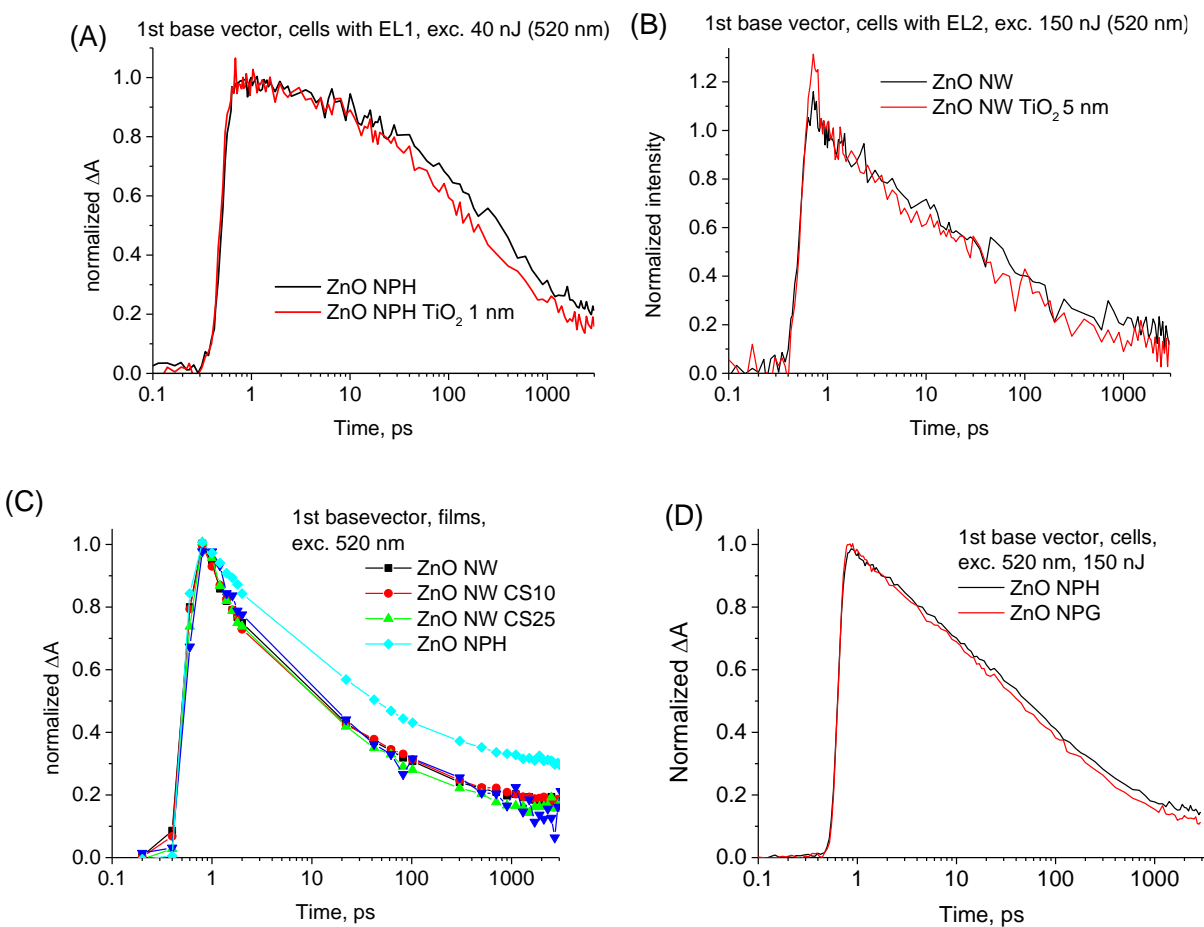 (A)
1st base vector, cells with EL1, exc. 40 nJ (520 nm)
1.0
0.8
0.6
0.4
0.2
0.0
normalized ΔA
ZnO NPH
ZnO NPH TiO₂ 1 nm
0.1 1 10 100 1000
Time, ps
(B)
1st base vector, cells with EL2, exc. 150 nJ (520 nm)
1.2
1.0
0.8
0.6
0.4
0.2
0.0
Normalized intensity
ZnO NW
ZnO NW TiO₂ 5 nm
0.1 1 10 100 1000
Time, ps
(C)
1st basevector, films,
exc. 520 nm
ZnO NW
ZnO NW CS10
ZnO NW CS25
ZnO NPH
1.0
0.8
0.6
0.4
0.2
0.0
normalized ΔA
0.1 1 10 100 1000
Time, ps
(D)
1st base vector, cells,
exc. 520 nm, 150 nJ
ZnO NPH
ZnO NPG
1.0
0.8
0.6
0.4
0.2
0.0
Normalized ΔA
0.1 1 10 100 1000
Time, ps